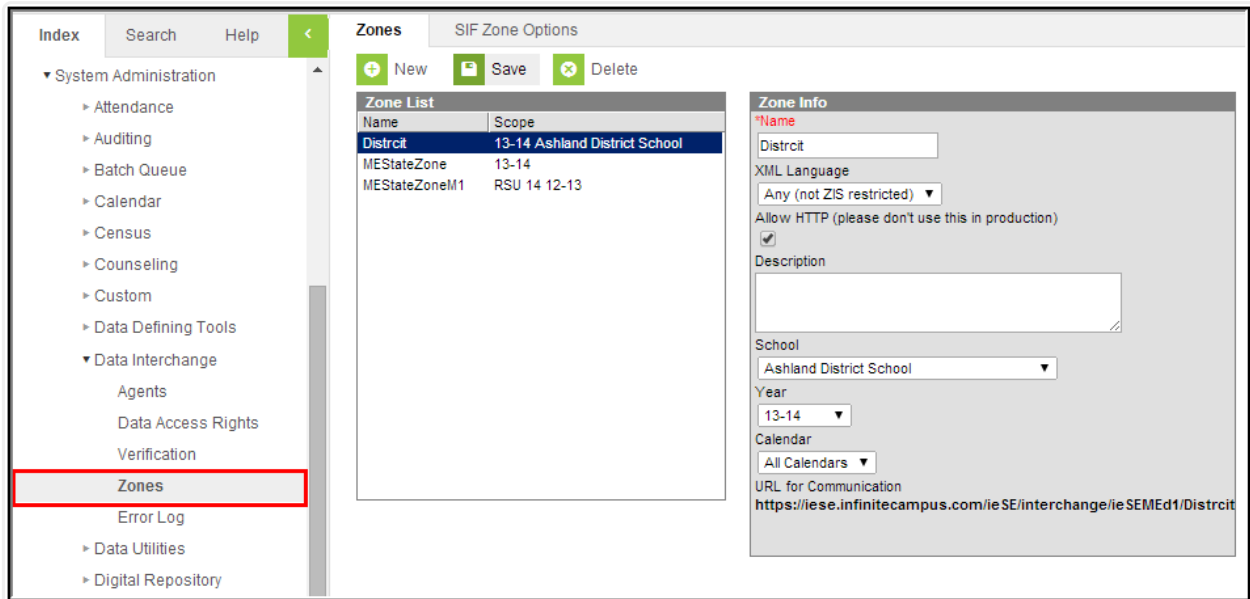 Index Search Help <
▾ System Administration
▸ Attendance
▸ Auditing
▸ Batch Queue
▸ Calendar
▸ Census
▸ Counseling
▸ Custom
▸ Data Defining Tools
▾ Data Interchange
Agents
Data Access Rights
Verification
Zones
Error Log
▸ Data Utilities
▸ Digital Repository
Zones SIF Zone Options
New Save Delete
Zone List
Name Scope
Distrcit 13-14 Ashland District School
MEStateZone 13-14
MEStateZoneM1 RSU 14 12-13
Zone Info
*Name
Distrcit
XML Language
Any (not ZIS restricted) ▼
Allow HTTP (please don't use this in production)
Description
School
Ashland District School ▼
Year
13-14 ▼
Calendar
All Calendars ▼
URL for Communication
https://iese.infinitecampus.com/ieSE/interchange/ieSEMEd1/Distrcit